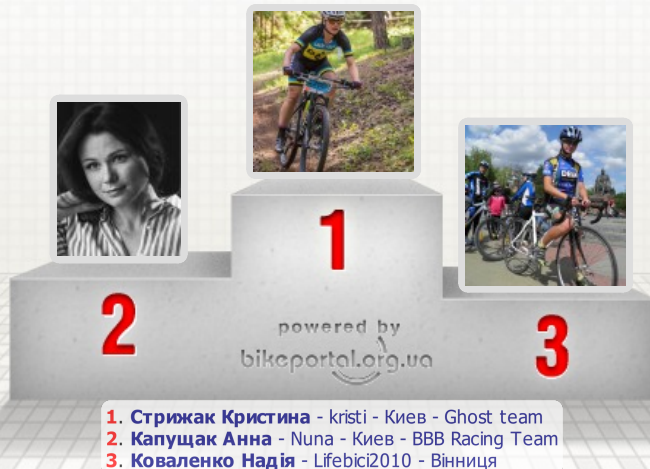 1
2
3
powered by
bikeportal.org.ua
1. Стрижак Кристина - kristi - Киев - Ghost team
2. Капущак Анна - Nuna - Киев - BBB Racing Team
3. Коваленко Надія - Lifebici2010 - Вінниця